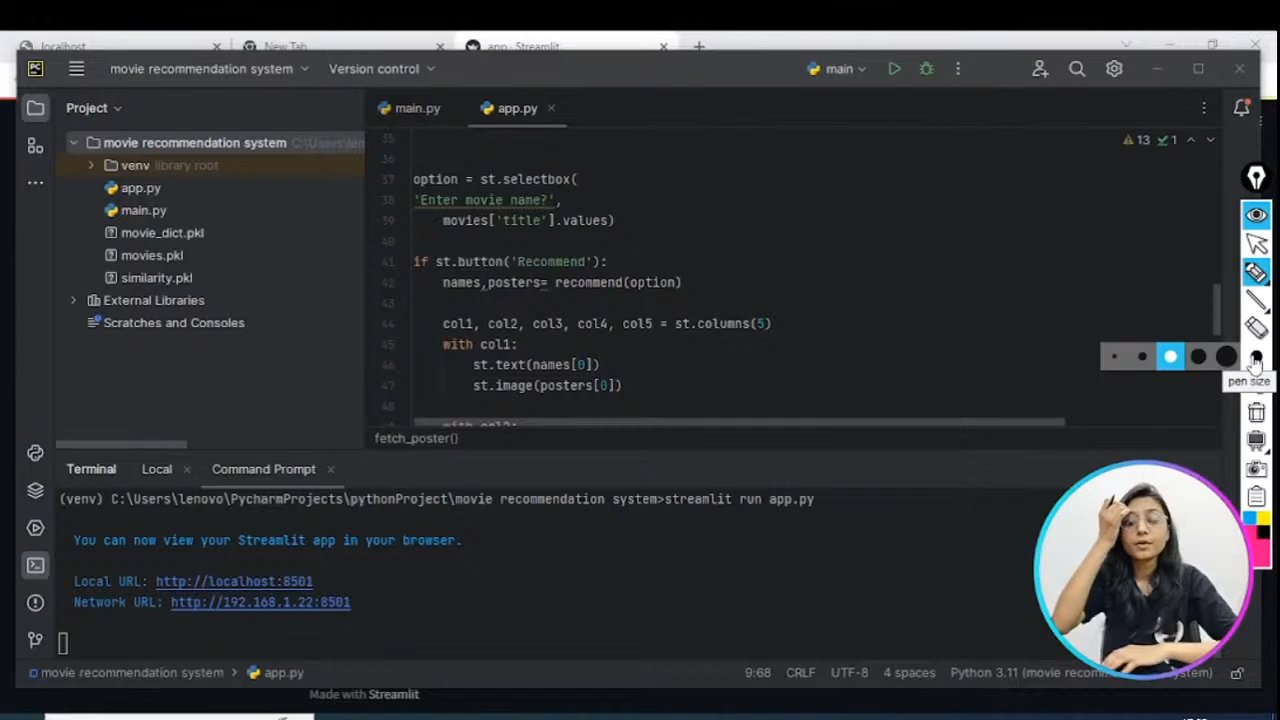 localhost
New Tab
app · Streamlit
PC
movie recommendation system
Version control
main
Project
main.py
app.py
movie recommendation system C:\Users\len
venv library root
app.py
main.py
movie_dict.pkl
movies.pkl
similarity.pkl
External Libraries
Scratches and Consoles
13
1
35
36
37 option = st.selectbox(
38 'Enter movie name?',
39 movies['title'].values)
40
41 if st.button('Recommend'):
42 names,posters= recommend(option)
43
44 col1, col2, col3, col4, col5 = st.columns(5)
45 with col1:
46 st.text(names[0])
47 st.image(posters[0])
48
with col2:
fetch_poster()
pen size
Terminal
Local
Command Prompt
(venv) C:\Users\lenovo\PycharmProjects\pythonProject\movie recommendation system>streamlit run app.py
You can now view your Streamlit app in your browser.
Local URL: http://localhost:8501
Network URL: http://192.168.1.22:8501
movie recommendation system
app.py
9:68
CRLF
UTF-8
4 spaces
Python 3.11 (movie recom
Made with Streamlit